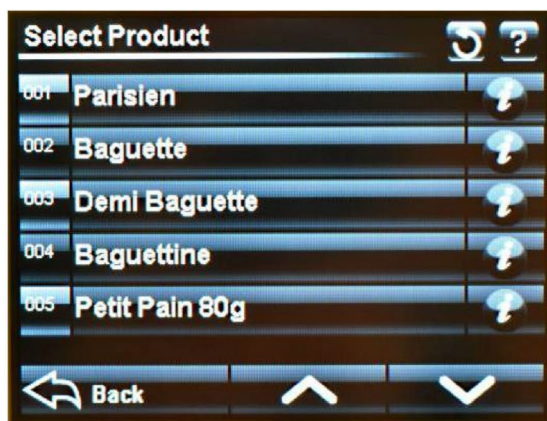 Select Product
?
001 Parisien i
002 Baguette i
003 Demi Baguette i
004 Baguettine i
005 Petit Pain 80g i
Back